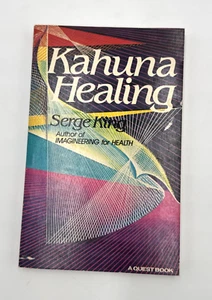 Kahuna
Healing
Serge King
Author of
IMAGINEERING for HEALTH
A QUEST BOOK